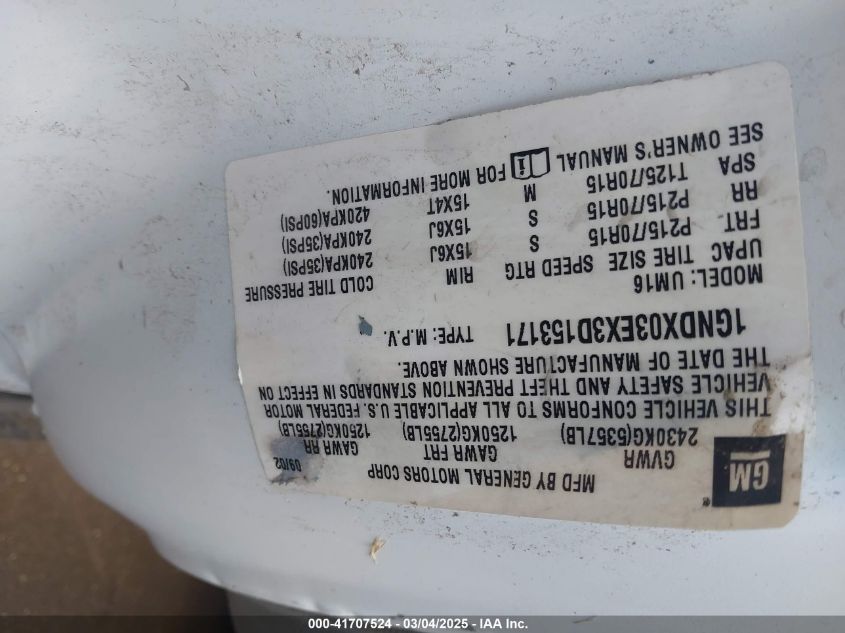 GM
®
MFD BY GENERAL MOTORS CORP 09/02
GVWR GAWR FRT GAWR RR
2430KG(5357LB) 1250KG(2755LB) 1250KG(2755LB)
THIS VEHICLE CONFORMS TO ALL APPLICABLE U.S. FEDERAL MOTOR
VEHICLE SAFETY AND THEFT PREVENTION STANDARDS IN EFFECT ON
THE DATE OF MANUFACTURE SHOWN ABOVE.
1GNDX03EX3D153171 TYPE: M.P.V.
MODEL: UM16
UPAC TIRE SIZE SPEED RTG RIM COLD TIRE PRESSURE
FRT P215/70R15 S 15X6J 240KPA(35PSI)
RR P215/70R15 S 15X6J 240KPA(35PSI)
SPA T125/70R15 M 15X4T 420KPA(60PSI)
SEE OWNER'S MANUAL i FOR MORE INFORMATION.
000-41707524 - 03/04/2025 - IAA Inc.